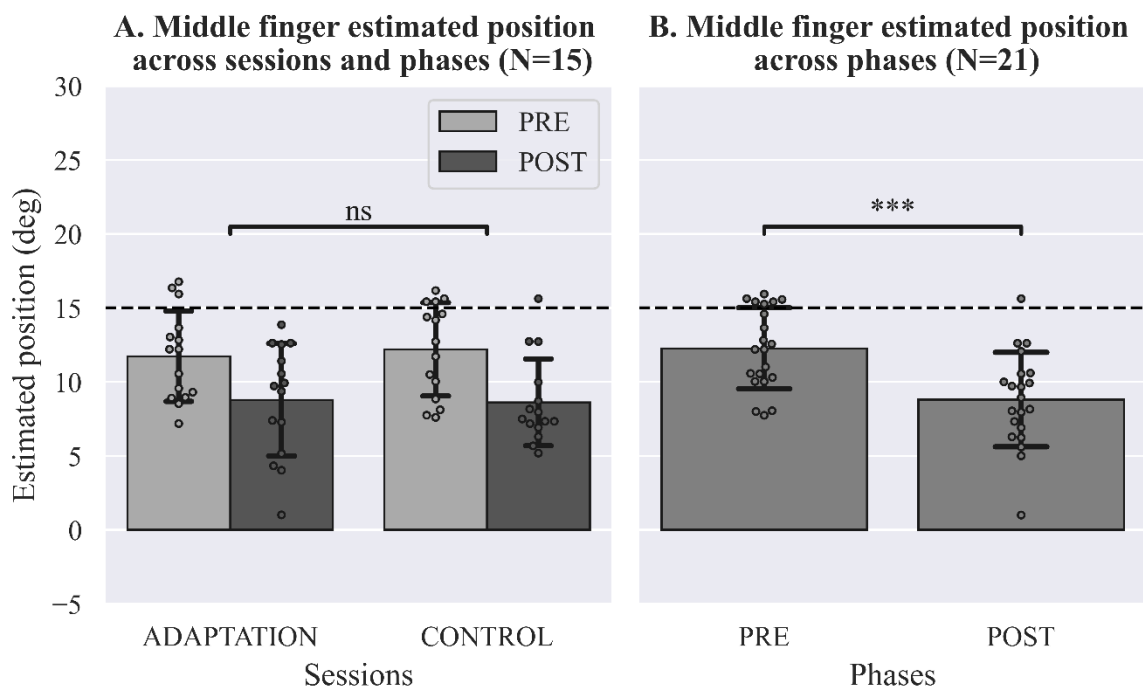 A. Middle finger estimated position
across sessions and phases (N=15)
B. Middle finger estimated position
across phases (N=21)
Estimated position (deg)
30
25
20
15
10
5
0
−5
PRE
POST
ns
***
ADAPTATION
CONTROL
Sessions
PRE
POST
Phases